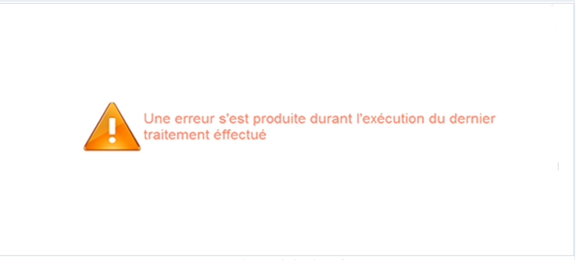 Une erreur s'est produite durant l'exécution du dernier
traitement éffectué